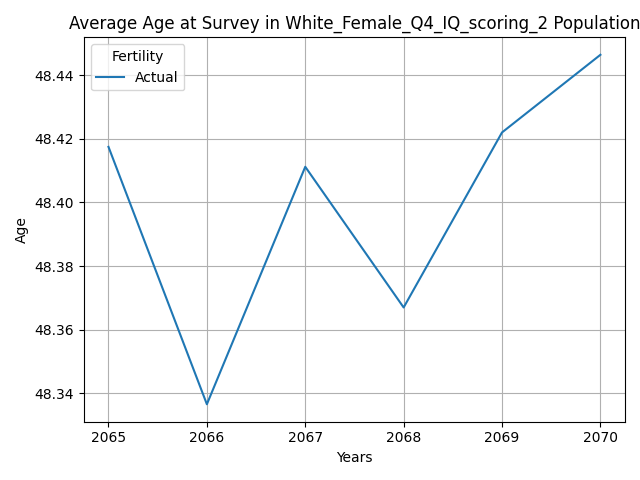 Average Age at Survey in White_Female_Q4_IQ_scoring_2 Population
Fertility
Actual
48.44
48.42
48.40
48.38
48.36
48.34
Age
2065 2066 2067 2068 2069 2070
Years